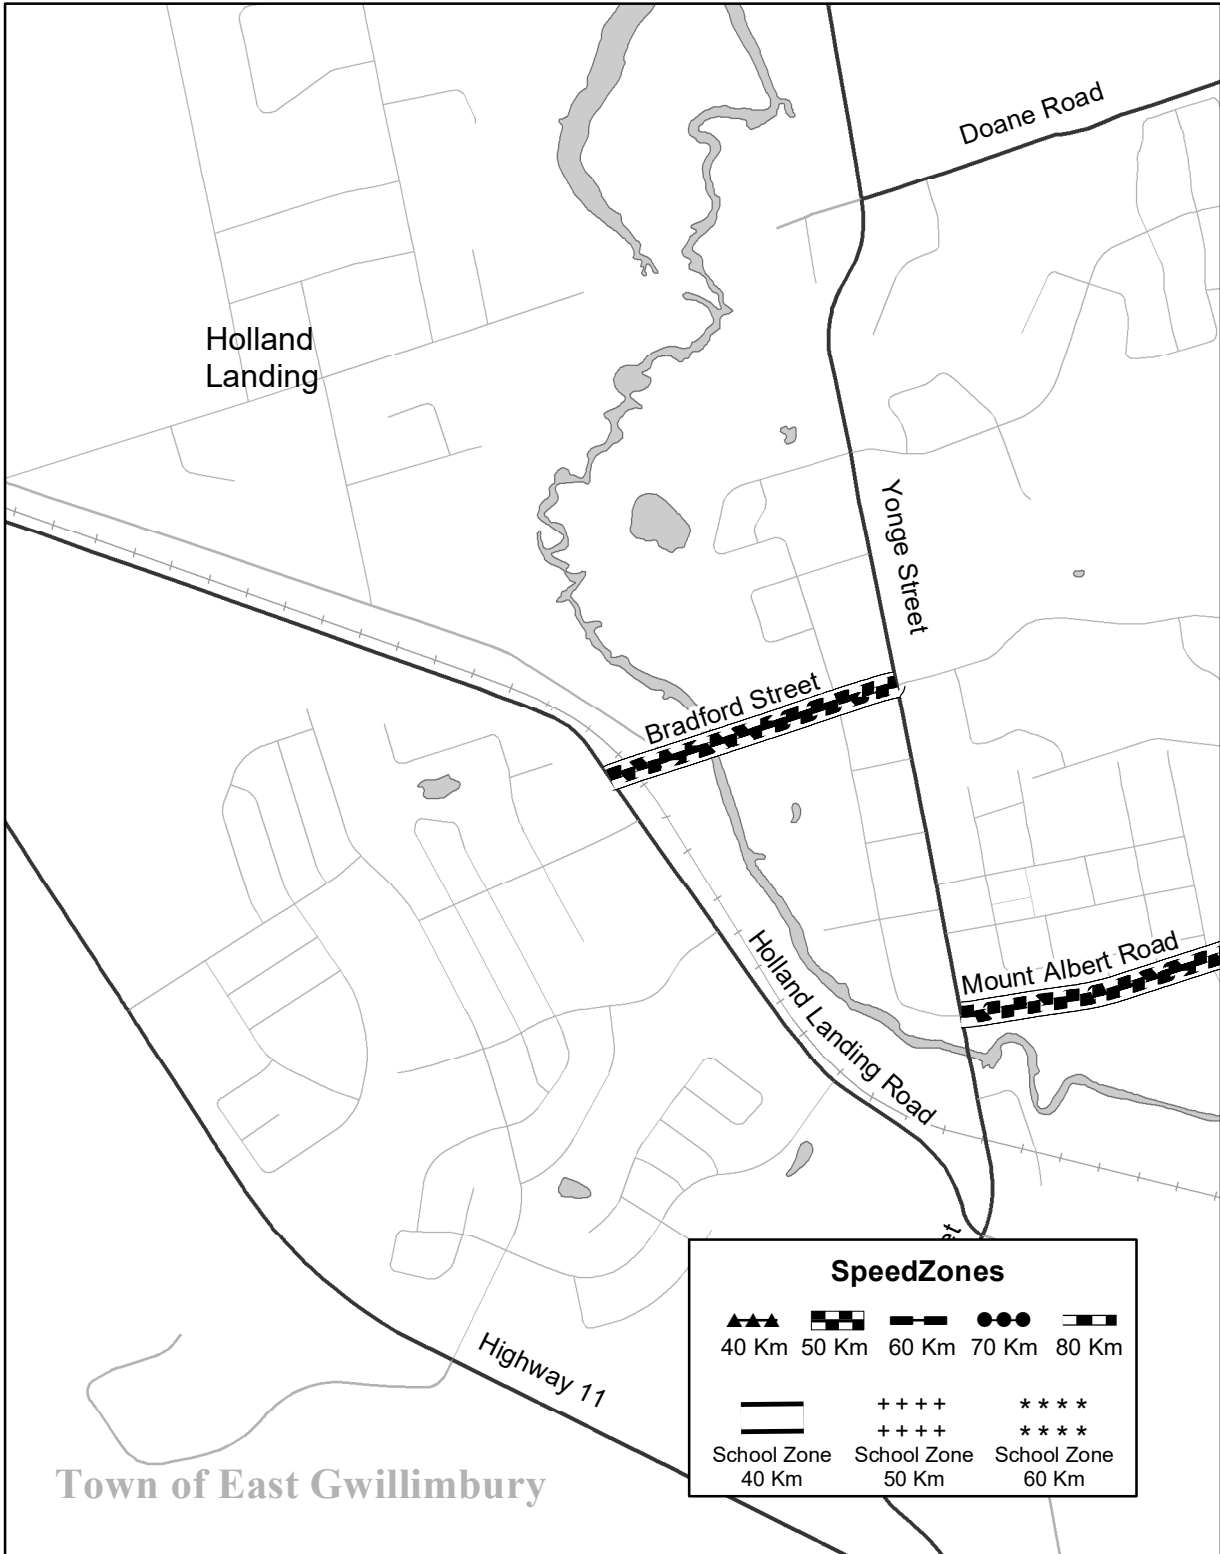 Doane Road
Holland
Landing
Yonge Street
Bradford Street
Mount Albert Road
Holland Landing Road
Highway 11
Town of East Gwillimbury
SpeedZones
40 Km 50 Km 60 Km 70 Km 80 Km
School Zone School Zone School Zone
40 Km 50 Km 60 Km